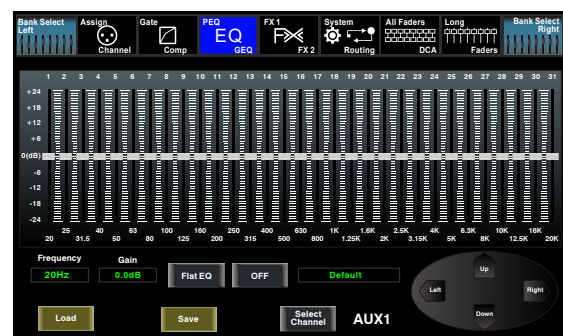 Bank Select
Left
Assign
Channel
Gate
Comp
PEQ
EQ
GEQ
FX 1
FX 2
System
Routing
All Faders
DCA
Long
Faders
Bank Select
Right
1 2 3 4 5 6 7 8 9 10 11 12 13 14 15 16 17 18 19 20 21 22 23 24 25 26 27 28 29 30 31
+24
+18
+12
+6
0(dB)
-6
-12
-18
-24
25 40 63 100 160 250 400 630 1K 1.6K 2.5K 4K 6.3K 10K 16K
20 31.5 50 80 125 200 315 500 800 1.25K 2K 3.15K 5K 8K 12.5K 20K
Frequency
Gain
20Hz
0.0dB
Flat EQ
OFF
Default
Up
Left
Right
Down
Load
Save
Select
Channel
AUX1